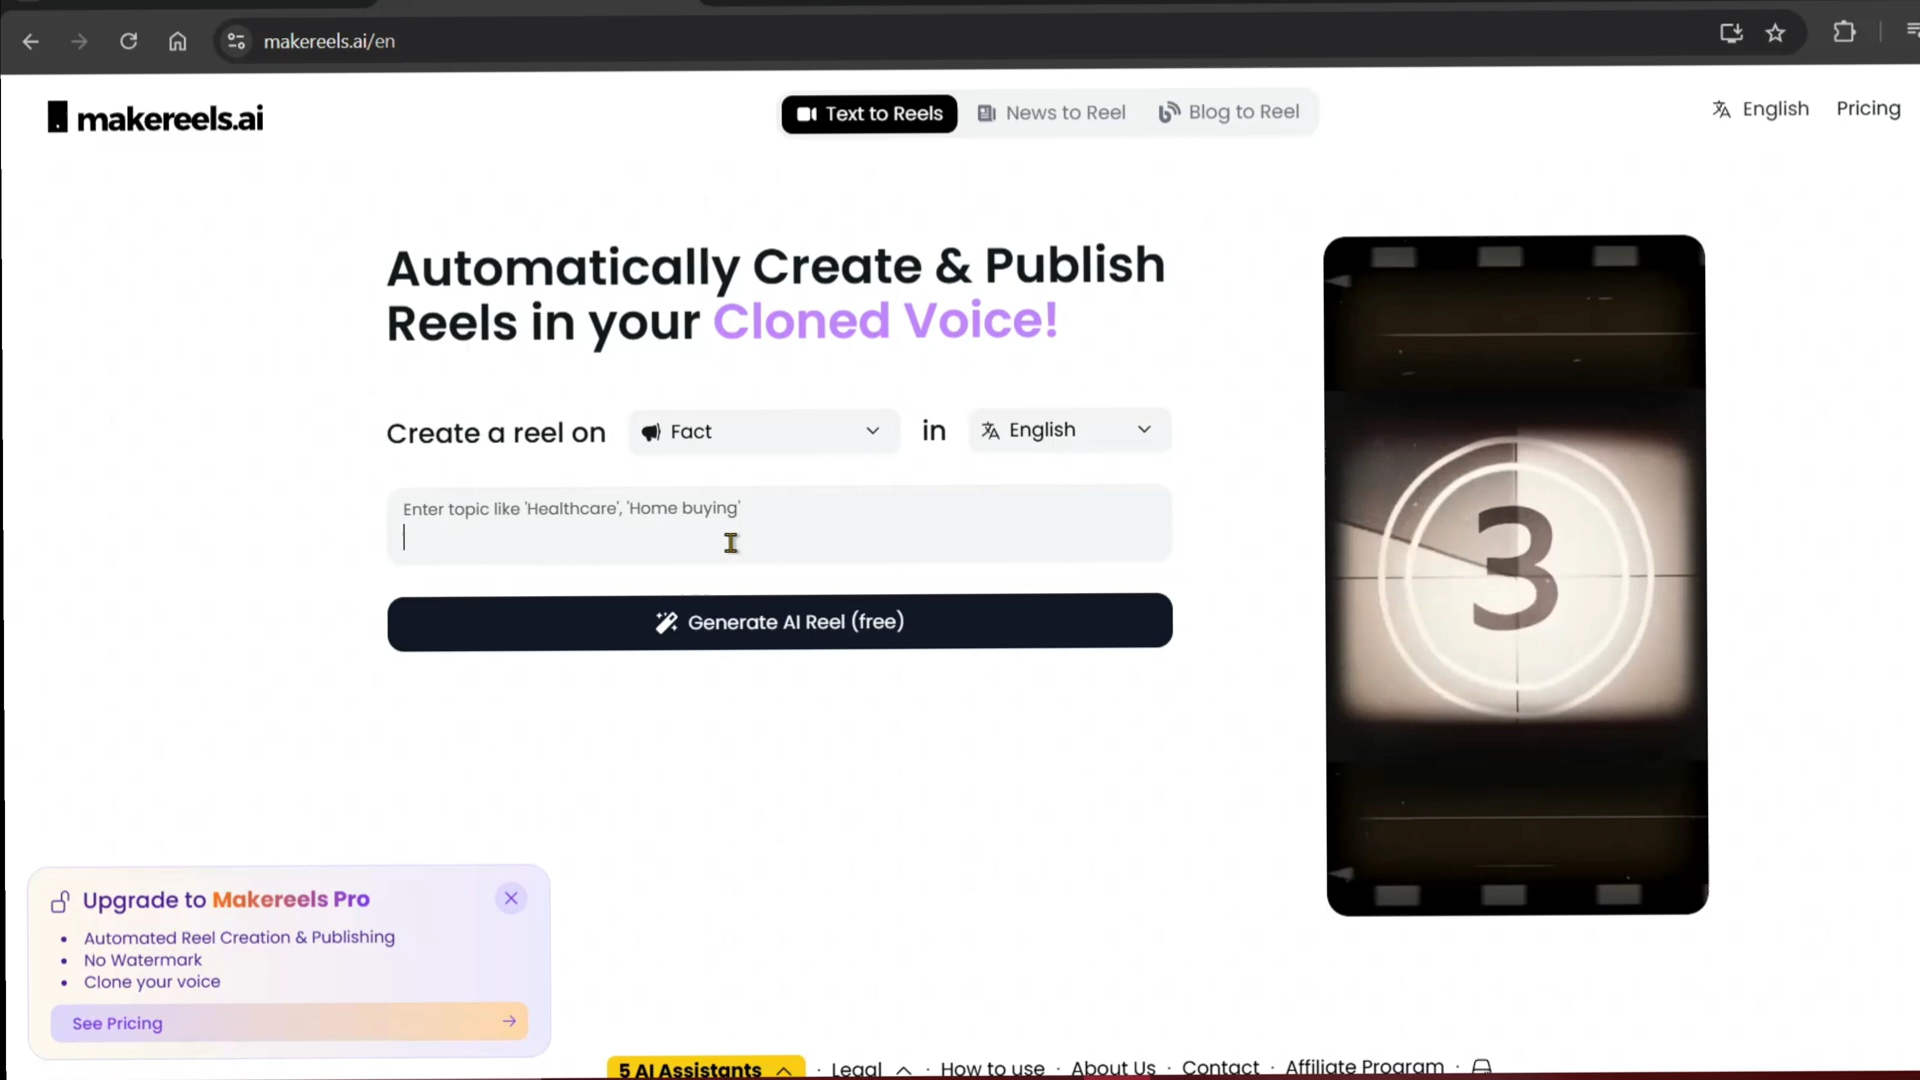 makereels.ai/en
makereels.ai
Text to Reels
News to Reel
Blog to Reel
English
Pricing
Automatically Create & Publish
Reels in your Cloned Voice!
Create a reel on
Fact
in
English
Enter topic like 'Healthcare', 'Home buying'
Generate AI Reel (free)
3
Upgrade to Makereels Pro
• Automated Reel Creation & Publishing
• No Watermark
• Clone your voice
See Pricing
5 AI Assistants · Legal · How to use · About Us · Contact · Affiliate Program ·